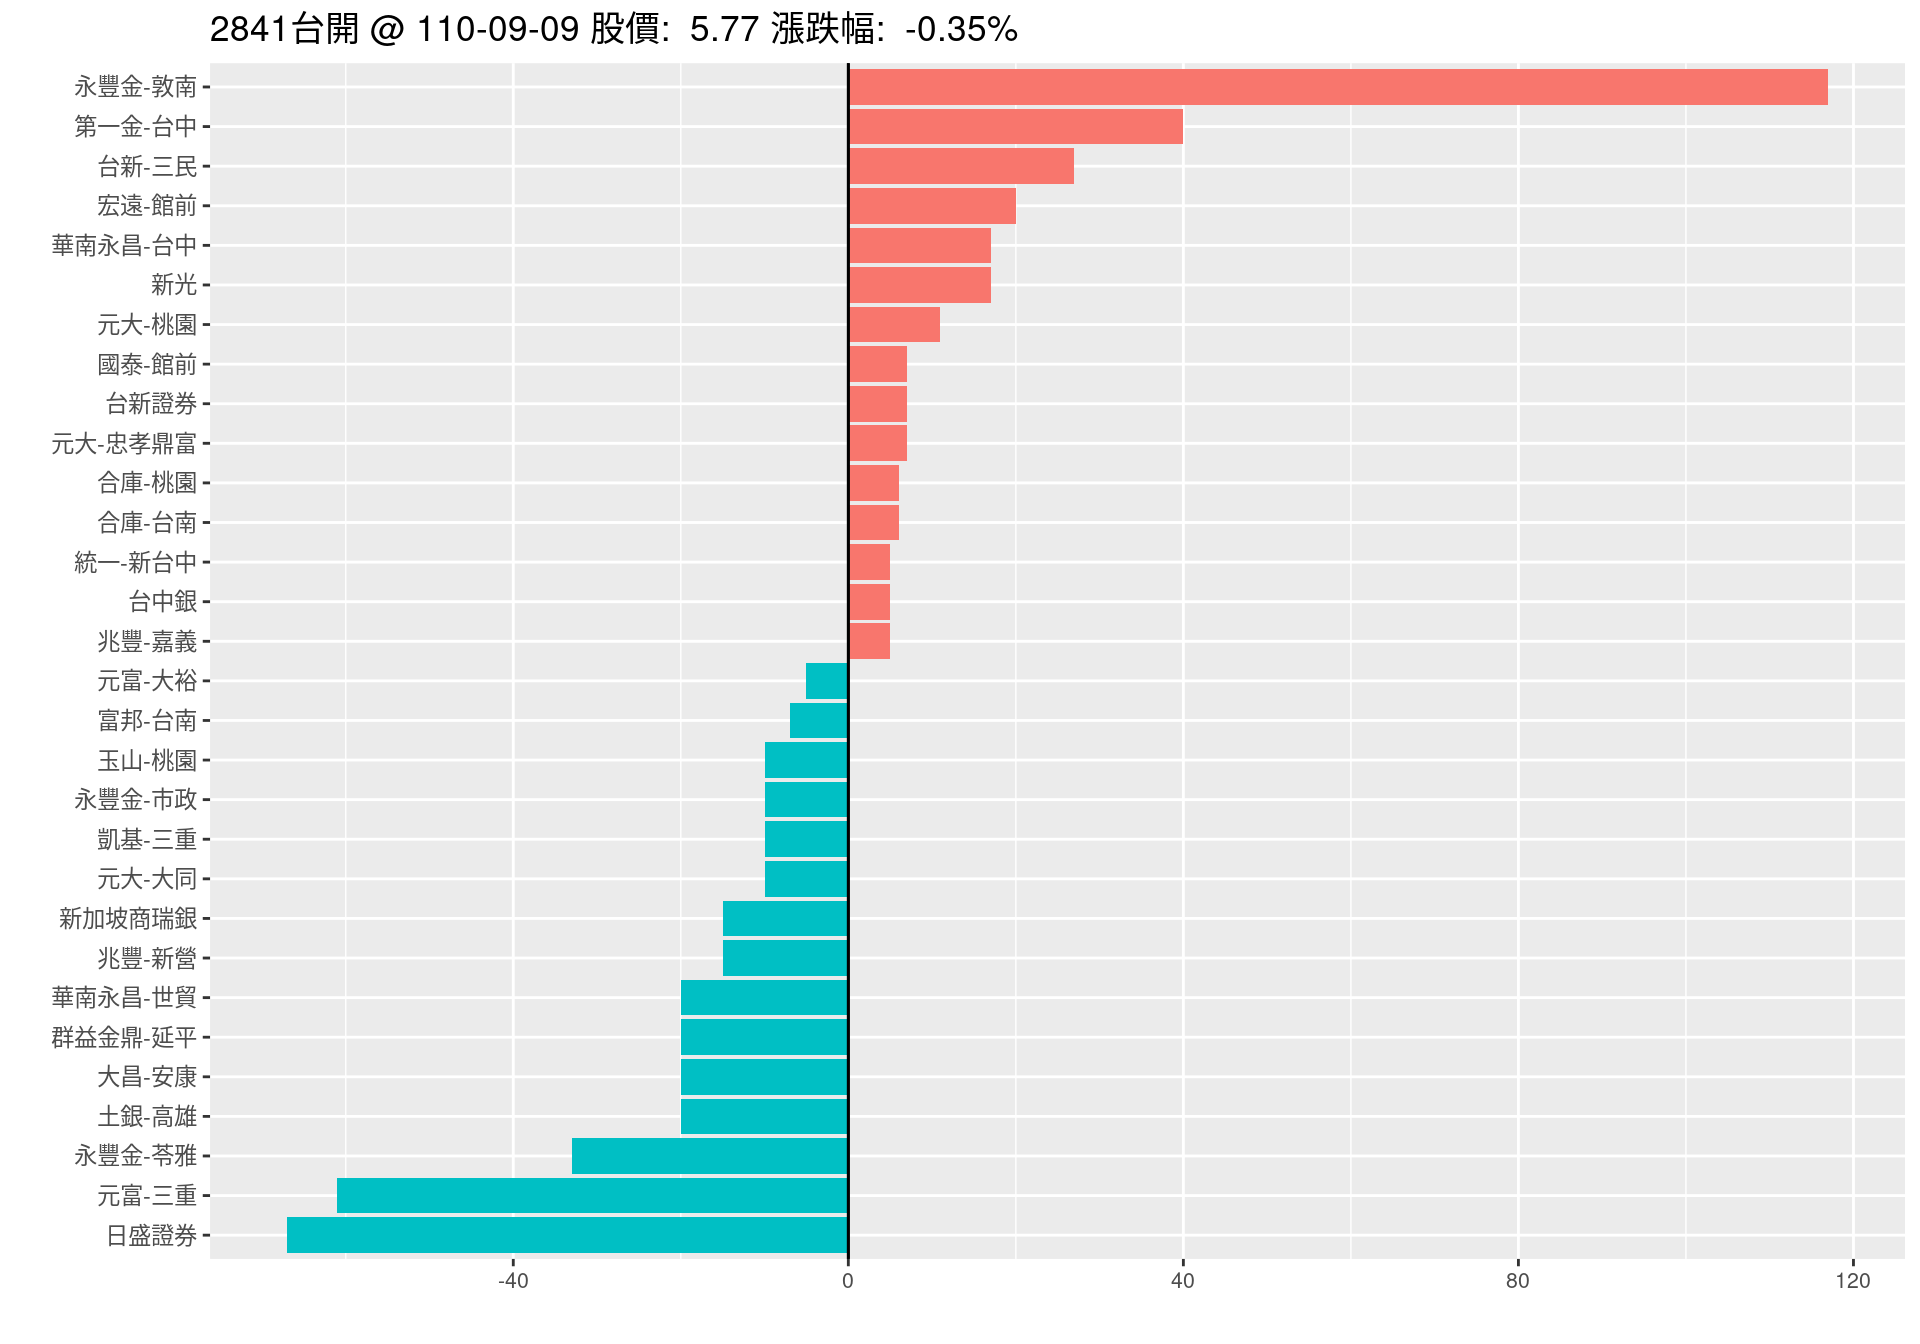 2841台開 @ 110-09-09 股價: 5.77 漲跌幅: -0.35%
永豐金-敦南
第一金-台中
台新-三民
宏遠-館前
華南永昌-台中
新光
元大-桃園
國泰-館前
台新證券
元大-忠孝鼎富
合庫-桃園
合庫-台南
統一-新台中
台中銀
兆豐-嘉義
元富-大裕
富邦-台南
玉山-桃園
永豐金-市政
凱基-三重
元大-大同
新加坡商瑞銀
兆豐-新營
華南永昌-世貿
群益金鼎-延平
大昌-安康
土銀-高雄
永豐金-苓雅
元富-三重
日盛證券
-40 0 40 80 120